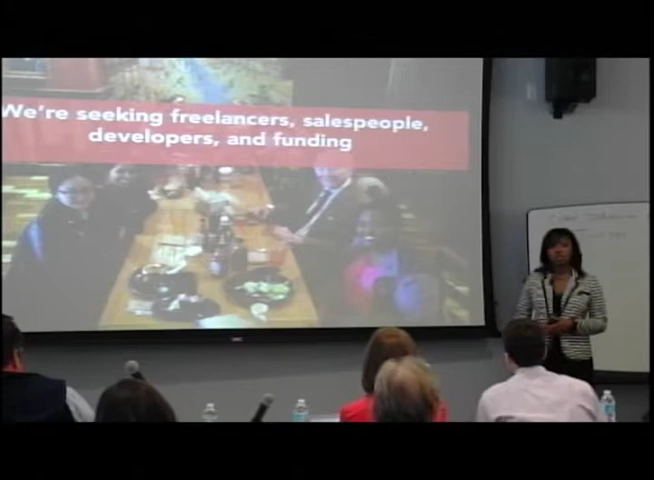 We're seeking freelancers, salespeople,
developers, and funding